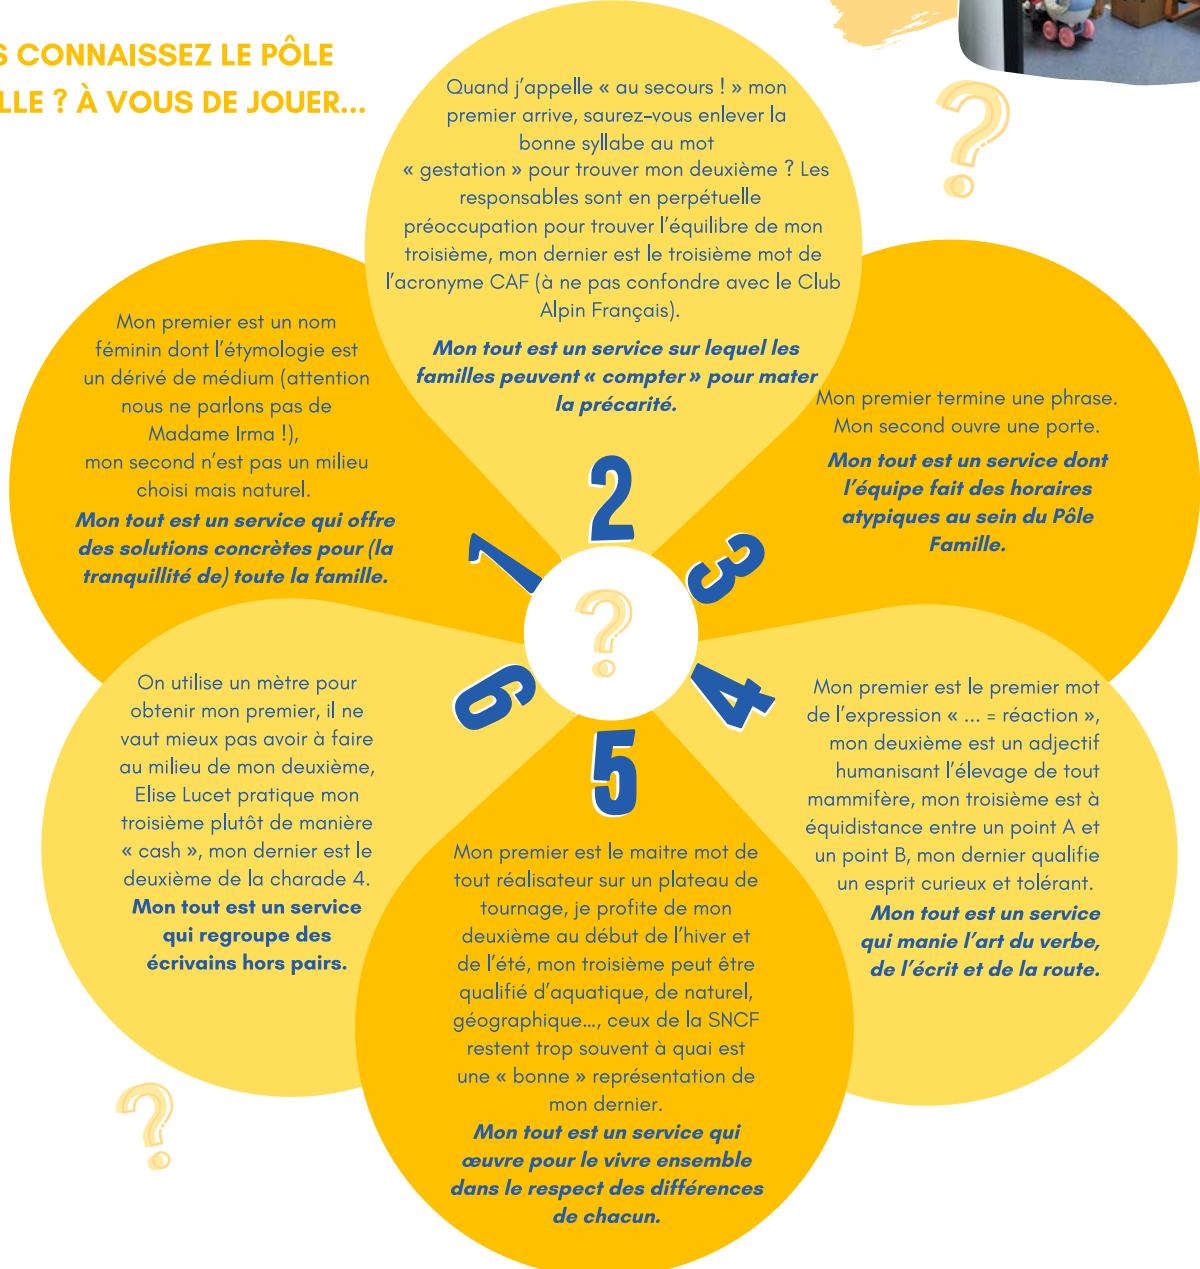 S CONNAISSEZ LE PÔLE
LLE ? À VOUS DE JOUER...
Mon premier est un nom
féminin dont l'étymologie est
un dérivé de médium (attention
nous ne parlons pas de
Madame Irma !),
mon second n'est pas un milieu
choisi mais naturel.
Mon tout est un service qui offre
des solutions concrètes pour (la
tranquillité de) toute la famille.
1
Quand j'appelle « au secours ! » mon
premier arrive, saurez-vous enlever la
bonne syllabe au mot
« gestation » pour trouver mon deuxième ? Les
responsables sont en perpétuelle
préoccupation pour trouver l'équilibre de mon
troisième, mon dernier est le troisième mot de
l'acronyme CAF (à ne pas confondre avec le Club
Alpin Français).
Mon tout est un service sur lequel les
familles peuvent « compter » pour mater
la précarité.
2
Mon premier termine une phrase.
Mon second ouvre une porte.
Mon tout est un service dont
l'équipe fait des horaires
atypiques au sein du Pôle
Famille.
3
?
?
4
Mon premier est le premier mot
de l'expression « ... = réaction »,
mon deuxième est un adjectif
humanisant l'élevage de tout
mammifère, mon troisième est à
équidistance entre un point A et
un point B, mon dernier qualifie
un esprit curieux et tolérant.
Mon tout est un service
qui manie l'art du verbe,
de l'écrit et de la route.
5
Mon premier est le maitre mot de
tout réalisateur sur un plateau de
tournage, je profite de mon
deuxième au début de l'hiver et
de l'été, mon troisième peut être
qualifié d'aquatique, de naturel,
géographique..., ceux de la SNCF
restent trop souvent à quai est
une « bonne » représentation de
mon dernier.
Mon tout est un service qui
œuvre pour le vivre ensemble
dans le respect des différences
de chacun.
6
On utilise un mètre pour
obtenir mon premier, il ne
vaut mieux pas avoir à faire
au milieu de mon deuxième,
Elise Lucet pratique mon
troisième plutôt de manière
« cash », mon dernier est le
deuxième de la charade 4.
Mon tout est un service
qui regroupe des
écrivains hors pairs.
?